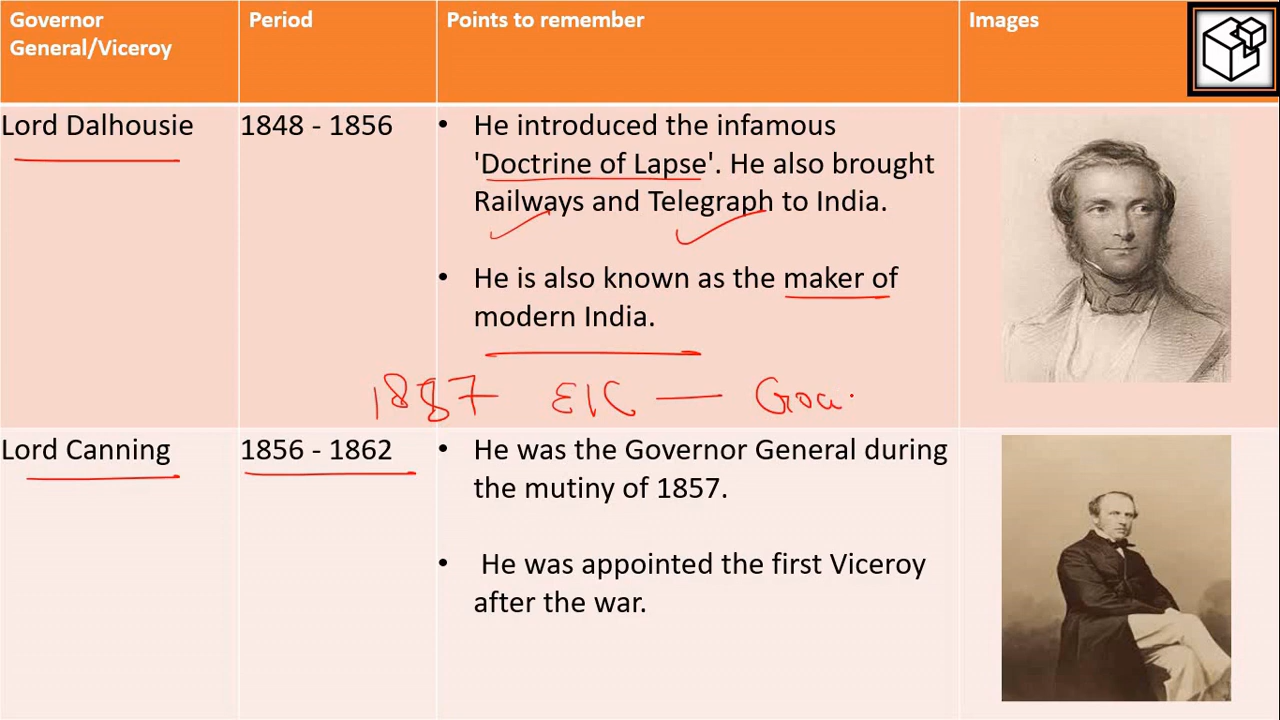 Governor
General/Viceroy
Period
Points to remember
Images
Lord Dalhousie
1848 - 1856
• He introduced the infamous
'Doctrine of Lapse'. He also brought
Railways and Telegraph to India.
• He is also known as the maker of
modern India.
1857 EIC —
Lord Canning
1856 - 1862
• He was the Governor General during
the mutiny of 1857.
• He was appointed the first Viceroy
after the war.